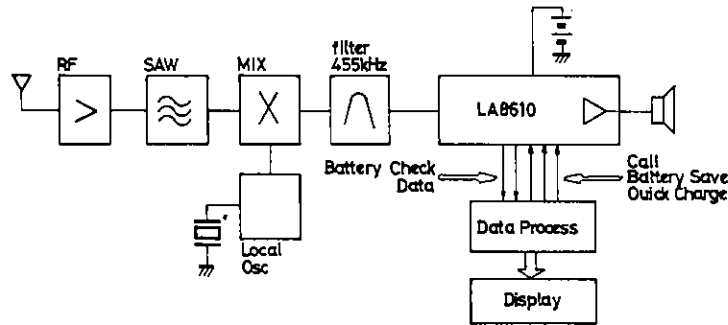 RF
SAW
MIX
filter
455kHz
LA8610
Battery Check
Data
Call
Battery Save
Quick Charge
Local
Osc
Data Process
Display